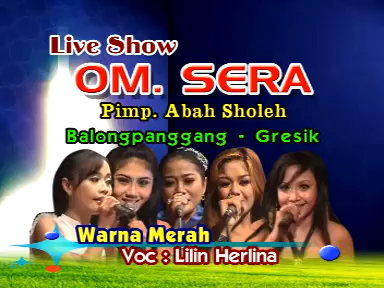 Live Show
OM. SERA
Pimp. Abah Sholeh
Balongpanggang - Gresik
Warna Merah
Voc : Lilin Herlina